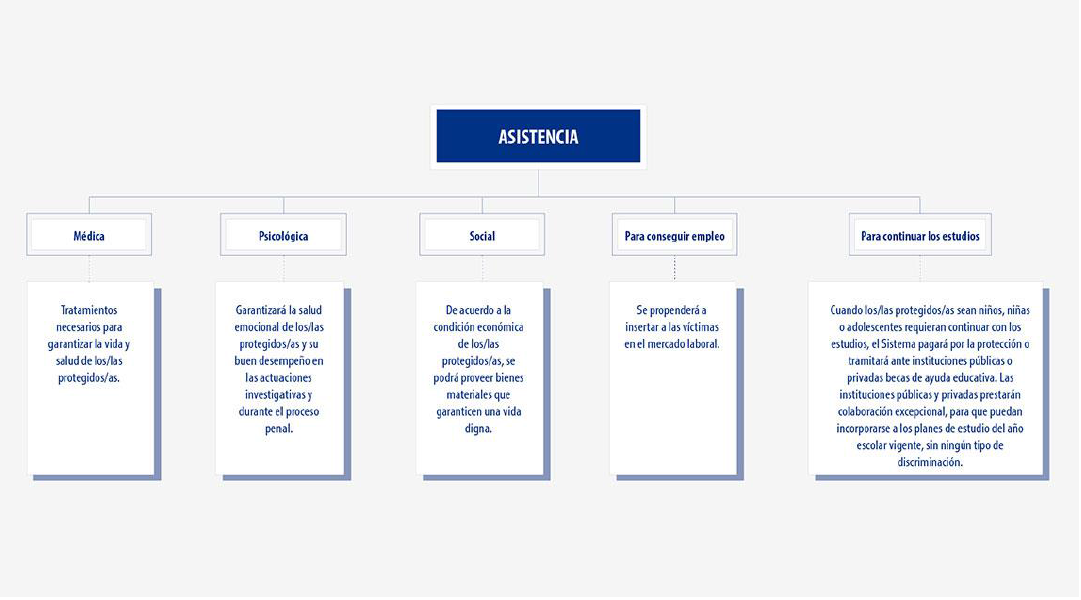 ASISTENCIA
Médica
Psicológica
Social
Para conseguir empleo
Para continuar los estudios
Tratamientos
necesarios para
garantizar la vida y
salud de los/las
protegidos/as.
Garantizará la salud
emocional de los/las
protegidos/as y su
buen desempeño en
las actuaciones
investigativas y
durante el proceso
penal.
De acuerdo a la
condición económica
de los/las
protegidos/as, se
podrá proveer bienes
materiales que
garanticen una vida
digna.
Se propenderá a
insertar a las víctimas
en el mercado laboral.
Cuando los/las protegidos/as sean niños, niñas
o adolescentes requieran continuar con los
estudios, el Sistema pagará por la protección o
tramitará ante instituciones públicas o
privadas becas de ayuda educativa. Las
instituciones públicas y privadas prestarán
colaboración excepcional, para que puedan
incorporarse a los planes de estudio del año
escolar vigente, sin ningún tipo de
discriminación.